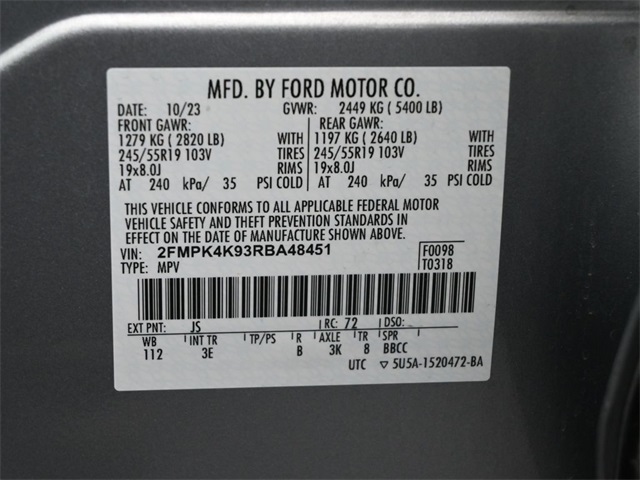 MFD. BY FORD MOTOR CO.
DATE: 10/23 GVWR: 2449 KG ( 5400 LB)
FRONT GAWR: REAR GAWR:
1279 KG ( 2820 LB) WITH 1197 KG ( 2640 LB) WITH
245/55R19 103V TIRES 245/55R19 103V TIRES
19x8.0J RIMS 19x8.0J RIMS
AT 240 kPa/ 35 PSI COLD AT 240 kPa/ 35 PSI COLD
THIS VEHICLE CONFORMS TO ALL APPLICABLE FEDERAL MOTOR
VEHICLE SAFETY AND THEFT PREVENTION STANDARDS IN
EFFECT ON THE DATE OF MANUFACTURE SHOWN ABOVE.
VIN: 2FMPK4K93RBA48451 F0098
TYPE: MPV T0318
EXT PNT: JS RC: 72 DSO:
WB INT TR TP/PS R AXLE TR SPR
112 3E B 3K 8 BBCC
UTC ▽ 5U5A-1520472-BA